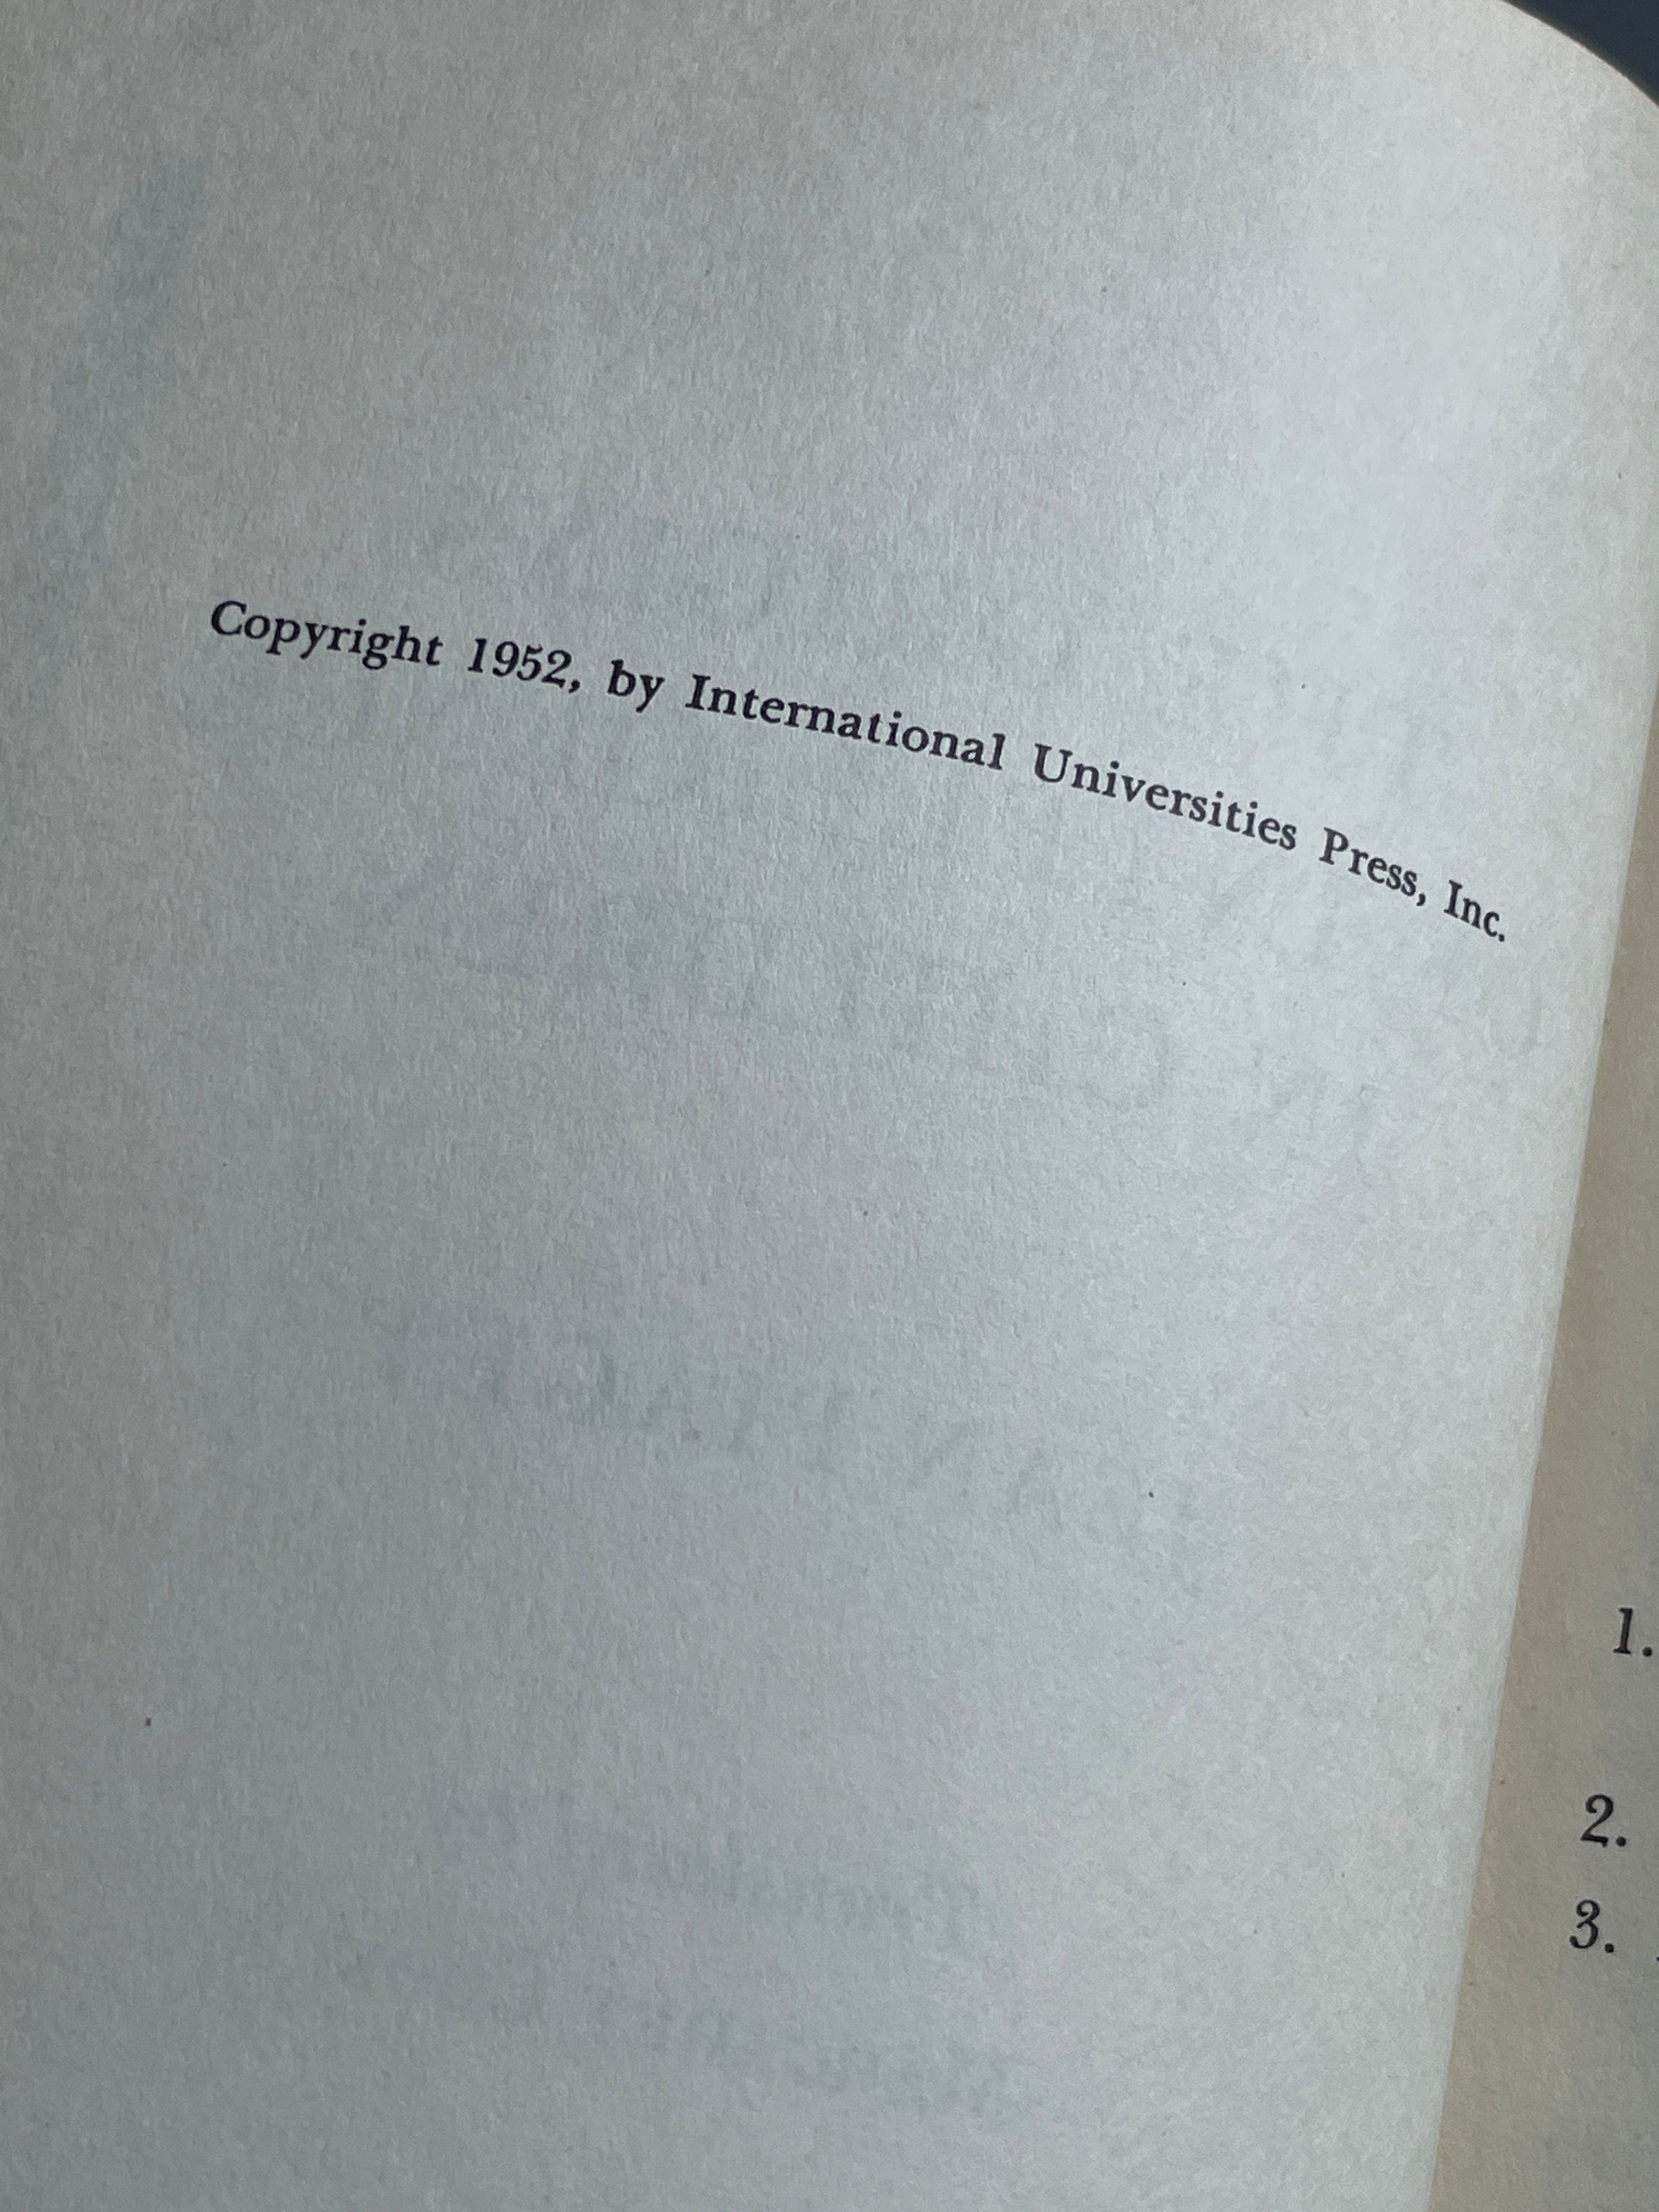 Copyright 1952, by International Universities Press, Inc.
1.
2.
3.